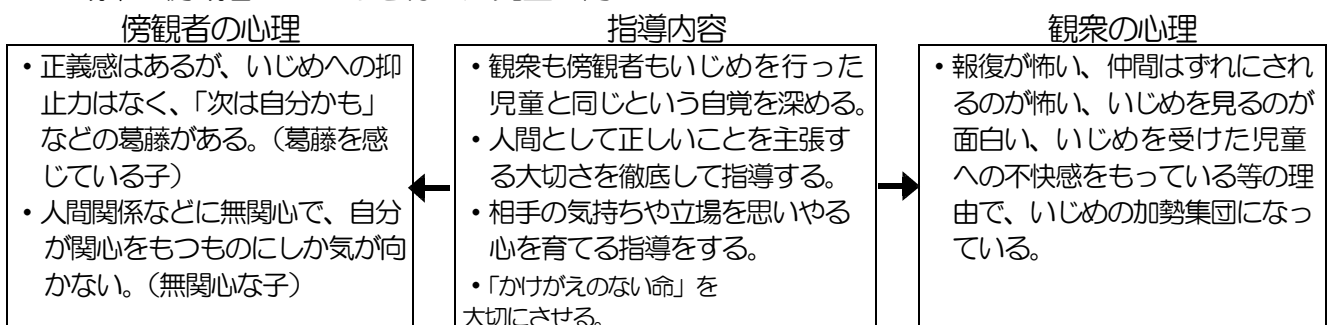 傍観者の心理
・正義感はあるが、いじめへの抑
止力はなく、「次は自分かも」
などの葛藤がある。（葛藤を感
じている子）
・人間関係などに無関心で、自分
が関心をもつものにしか気が向
かない。（無関心な子）
指導内容
・観衆も傍観者もいじめを行った
児童と同じという自覚を深める。
・人間として正しいことを主張す
る大切さを徹底して指導する。
・相手の気持ちや立場を思いやる
心を育てる指導をする。
・「かけがえのない命」を
大切にさせる。
観衆の心理
・報復が怖い、仲間はずれにされ
るのが怖い、いじめを見るのが
面白い、いじめを受けた児童
への不快感をもっている等の理
由で、いじめの加勢集団になっ
ている。